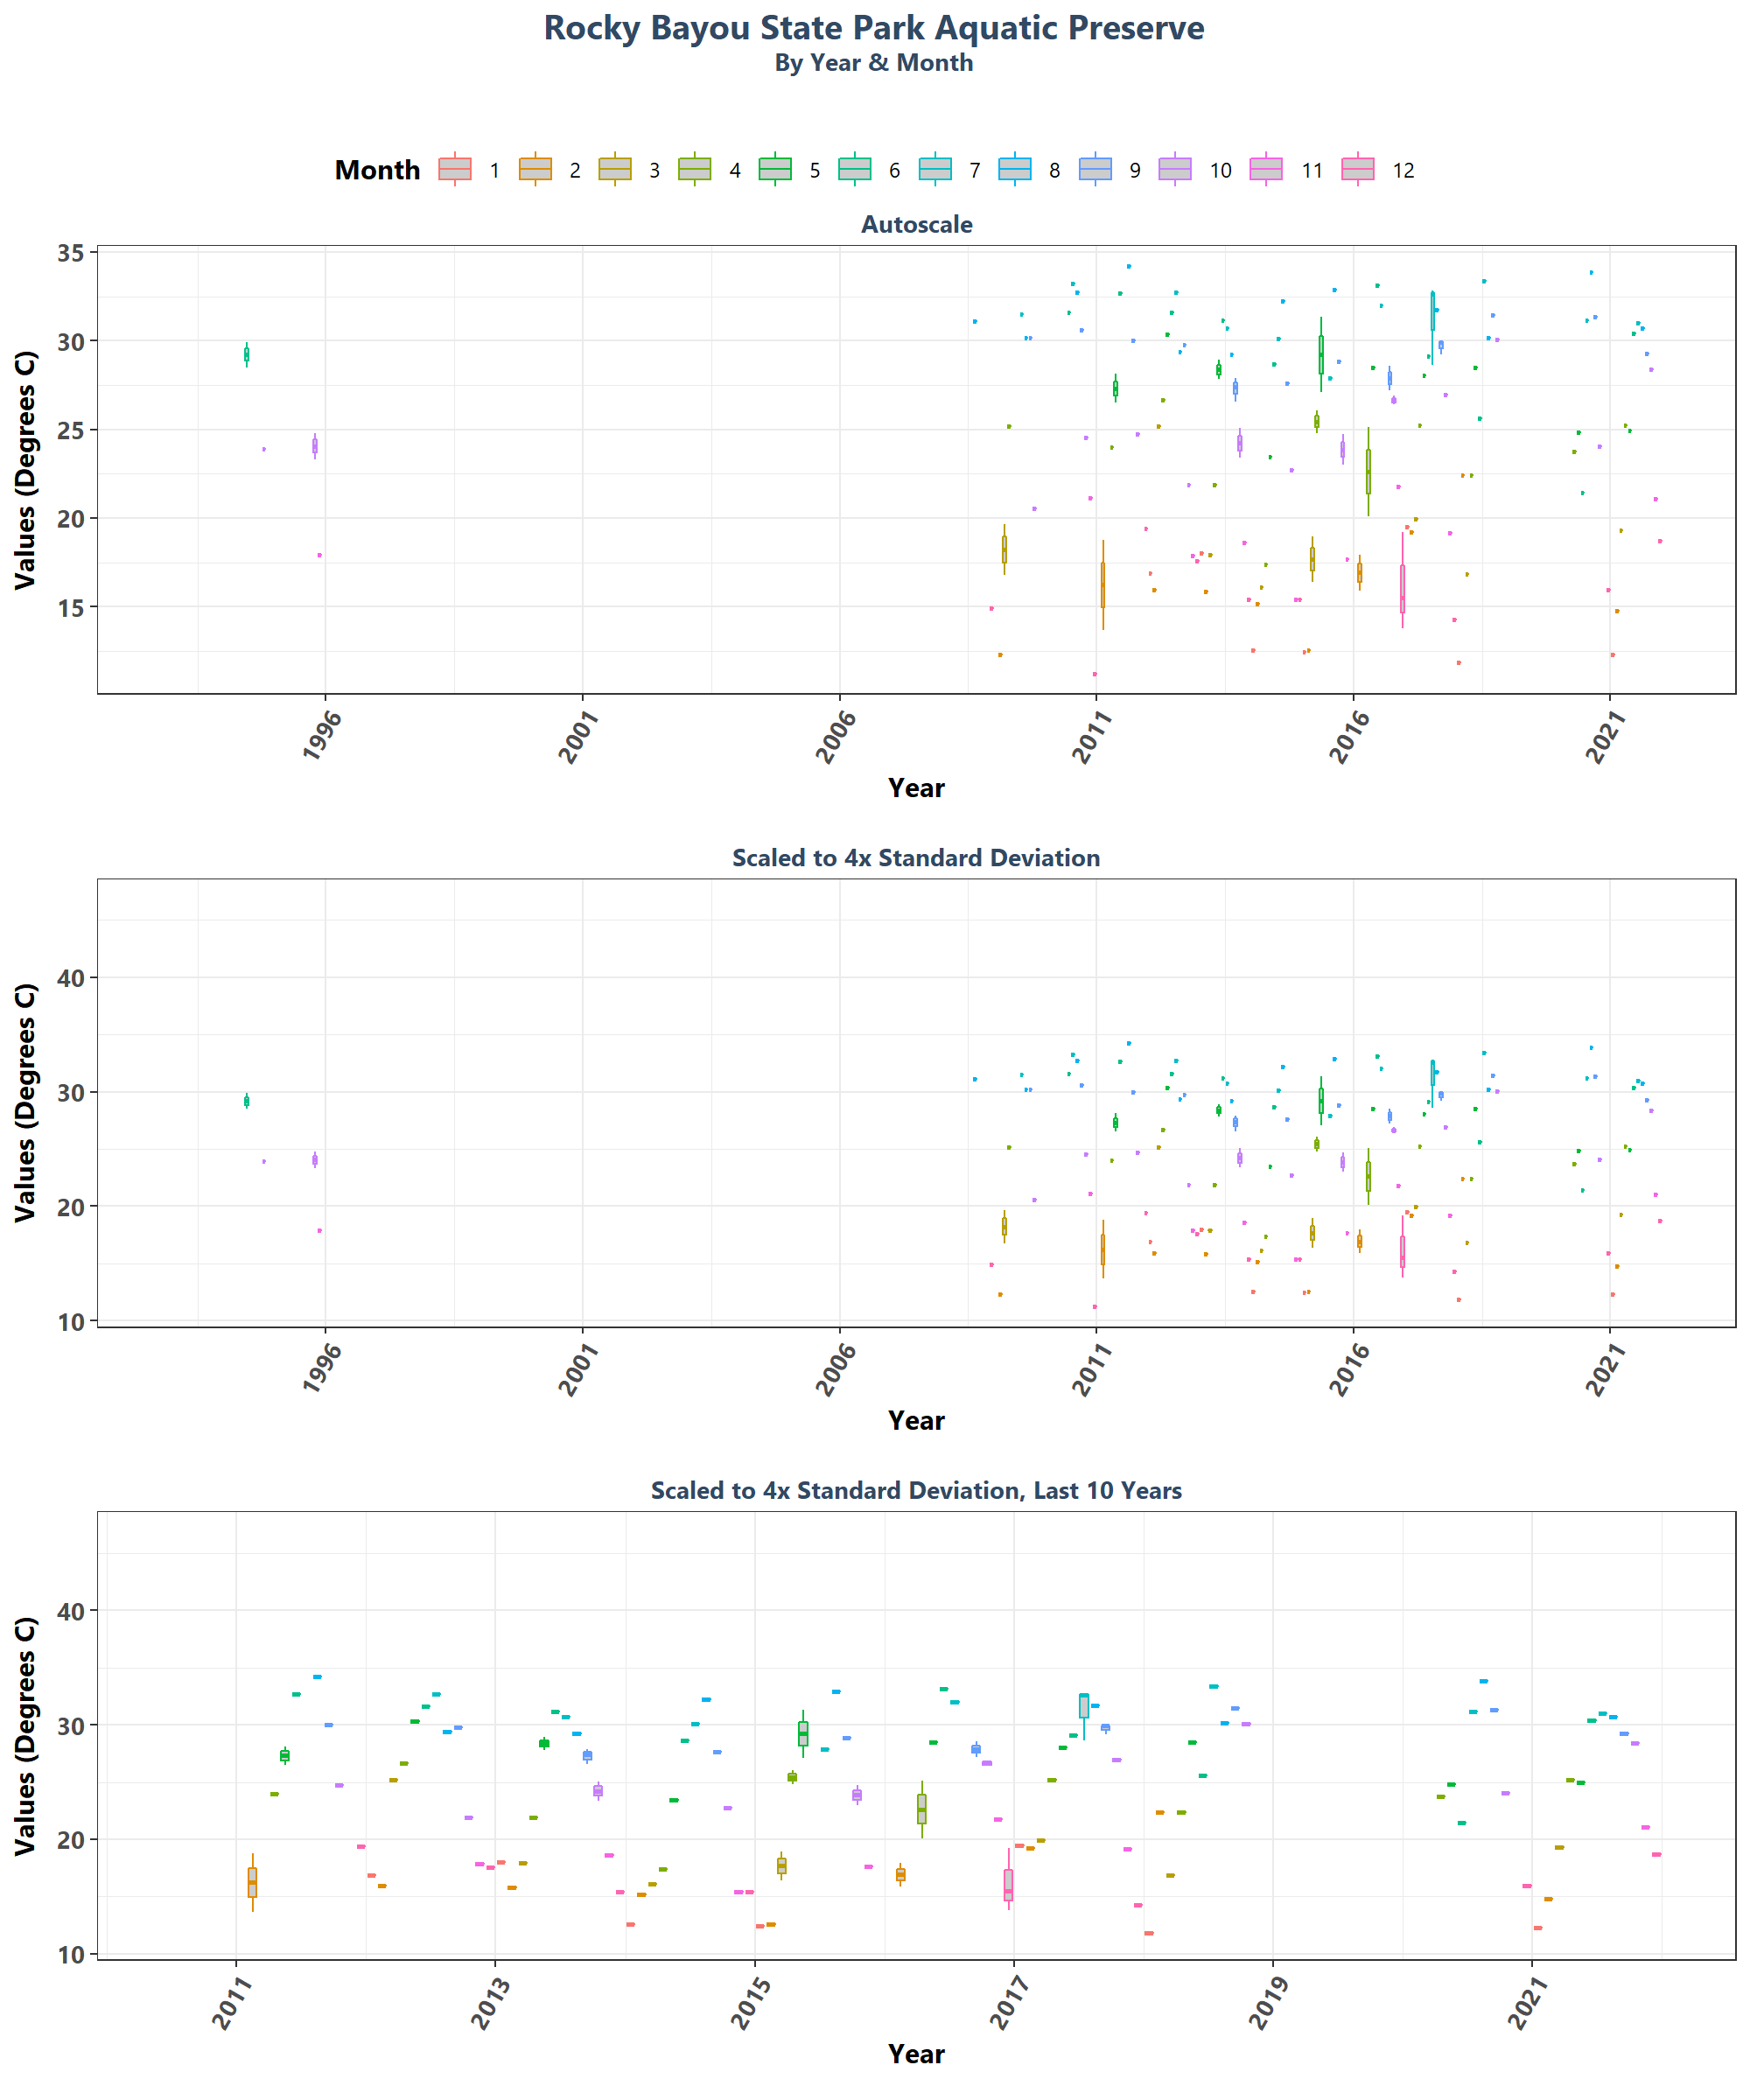 Rocky Bayou State Park Aquatic Preserve
By Year & Month
Month 1 2 3 4 5 6 7 8 9 10 11 12
Autoscale
Values (Degrees C)
35
30
25
20
15
1996 2001 2006 2011 2016 2021
Year
Scaled to 4x Standard Deviation
Values (Degrees C)
40
30
20
10
1996 2001 2006 2011 2016 2021
Year
Scaled to 4x Standard Deviation, Last 10 Years
Values (Degrees C)
40
30
20
10
2011 2013 2015 2017 2019 2021
Year